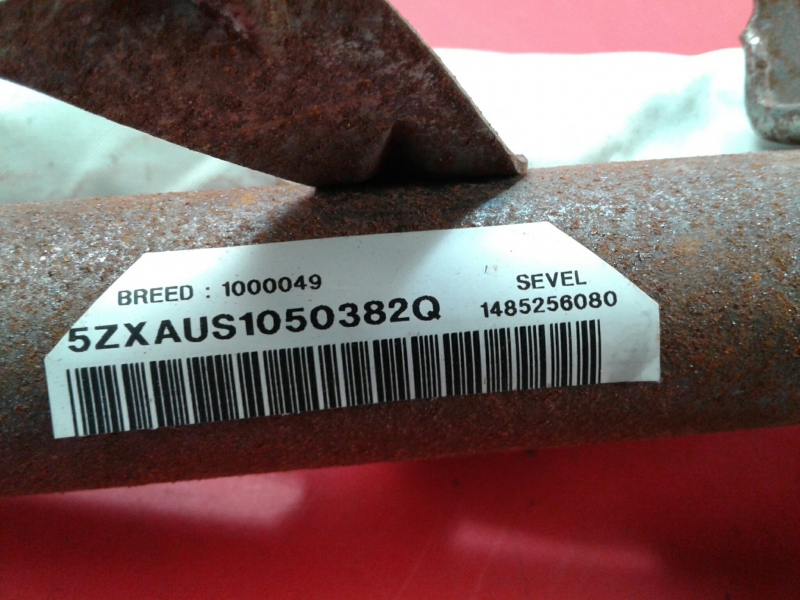 BREED : 1000049
SEVEL
5ZXAUS1050382Q
1485256080